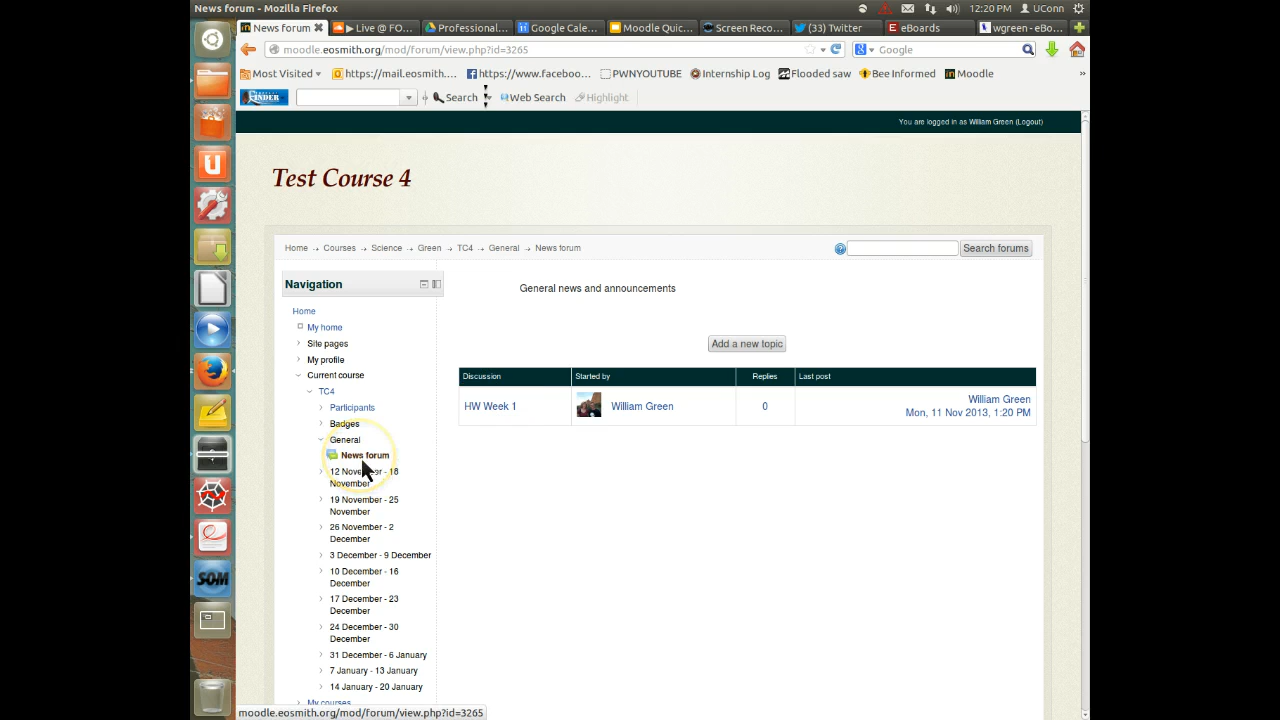 News forum - Mozilla Firefox
12:20 PM
UConn
News forum
▶ Live @ FO...
Professional...
Google Cale...
Moodle Quic...
Screen Reco...
(33) Twitter
eBoards
wgreen - eBo...
moodle.eosmith.org/mod/forum/view.php?id=3265
Google
Most Visited
https://mail.eosmith....
https://www.faceboo...
PWNYOUTUBE
Internship Log
Flooded saw
Bee Informed
Moodle
»
Search
Web Search
Highlight
You are logged in as William Green (Logout)
Test Course 4
Home → Courses → Science → Green → TC4 → General → News forum
Search forums
Navigation
Home
My home
Site pages
My profile
Current course
TC4
Participants
Badges
General
News forum
12 November - 18
November
19 November - 25
November
26 November - 2
December
3 December - 9 December
10 December - 16
December
17 December - 23
December
24 December - 30
December
31 December - 6 January
7 January - 13 January
14 January - 20 January
My courses
General news and announcements
Add a new topic
Discussion Started by Replies Last post
HW Week 1 William Green 0 William Green
Mon, 11 Nov 2013, 1:20 PM
SOM
moodle.eosmith.org/mod/forum/view.php?id=3265